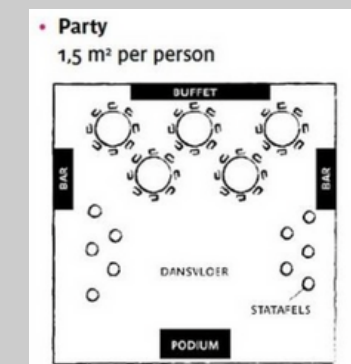 • Party
1,5 m² per person
BUFFET
BAR
BAR
DANSVLOER
STATAFELS
PODIUM